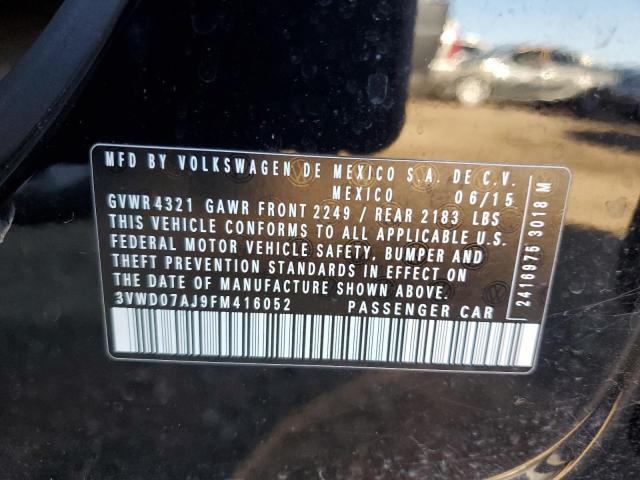 MFD BY VOLKSWAGEN DE MEXICO S.A. DE C.V.
MEXICO 06/15
GVWR 4321 GAWR FRONT 2249 / REAR 2183 LBS
THIS VEHICLE CONFORMS TO ALL APPLICABLE U.S.
FEDERAL MOTOR VEHICLE SAFETY, BUMPER AND
THEFT PREVENTION STANDARDS IN EFFECT ON
THE DATE OF MANUFACTURE SHOWN ABOVE.
3VWD07AJ9FM416052 PASSENGER CAR
2416975 3018 M